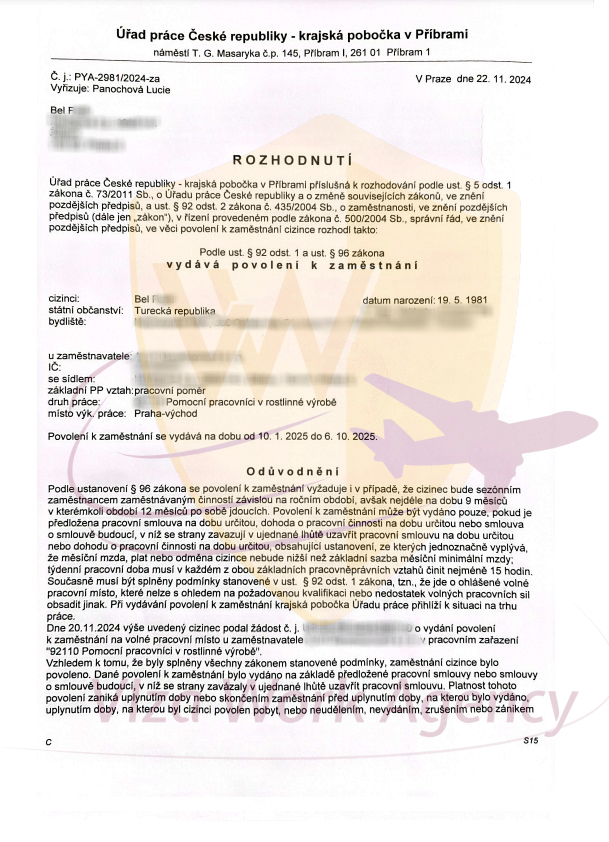 Úřad práce České republiky - krajská pobočka v Příbrami
náměstí T. G. Masaryka č.p. 145, Příbram I, 261 01 Příbram 1
Č. j.: PYA-2981/2024-za
V Praze dne 22. 11. 2024
Vyřizuje: Panochová Lucie
Bel
ROZHODNUTÍ
Úřad práce České republiky - krajská pobočka v Příbrami příslušná k rozhodování podle ust. § 5 odst. 1
zákona č. 73/2011 Sb., o Úřadu práce České republiky a o změně souvisejících zákonů, ve znění
pozdějších předpisů, a ust. § 92 odst. 2 zákona č. 435/2004 Sb., o zaměstnanosti, ve znění pozdějších
předpisů (dále jen „zákon"), v řízení provedeném podle zákona č. 500/2004 Sb., správní řád, ve znění
pozdějších předpisů, ve věci povolení k zaměstnání cizince rozhodl takto:
Podle ust. § 92 odst. 1 a ust. § 96 zákona
vydává povolení k zaměstnání
cizinci: Bel
datum narození: 19. 5. 1981
státní občanství: Turecká republika
bydliště:
u zaměstnavatele:
IČ:
se sídlem:
základní PP vztah: pracovní poměr
druh práce: Pomocní pracovníci v rostlinné výrobě
místo výk. práce: Praha-východ
Povolení k zaměstnání se vydává na dobu od 10. 1. 2025 do 6. 10. 2025.
Odůvodnění
Podle ustanovení § 96 zákona se povolení k zaměstnání vyžaduje i v případě, že cizinec bude sezónním
zaměstnancem zaměstnávaným činností závislou na ročním období, avšak nejdéle na dobu 9 měsíců
v kterémkoli období 12 měsíců po sobě jdoucích. Povolení k zaměstnání může být vydáno pouze, pokud je
předložena pracovní smlouva na dobu určitou, dohoda o pracovní činnosti na dobu určitou nebo smlouva
o smlouvě budoucí, v níž se strany zavazují v ujednané lhůtě uzavřít pracovní smlouvu na dobu určitou
nebo dohodu o pracovní činnosti na dobu určitou, obsahující ustanovení, ze kterých jednoznačně vyplývá,
že měsíční mzda, plat nebo odměna cizince nebude nižší než základní sazba měsíční minimální mzdy;
týdenní pracovní doba musí v každém z obou základních pracovněprávních vztahů činit nejméně 15 hodin.
Současně musí být splněny podmínky stanovené v ust. § 92 odst. 1 zákona, tzn., že jde o ohlášené volné
pracovní místo, které nelze s ohledem na požadovanou kvalifikaci nebo nedostatek volných pracovních sil
obsadit jinak. Při vydávání povolení k zaměstnání krajská pobočka Úřadu práce přihlíží k situaci na trhu
práce.
Dne 20.11.2024 výše uvedený cizinec podal žádost č. j. o vydání povolení
k zaměstnání na volné pracovní místo u zaměstnavatele v pracovním zařazení
"92110 Pomocní pracovníci v rostlinné výrobě".
Vzhledem k tomu, že byly splněny všechny zákonem stanovené podmínky, zaměstnání cizince bylo
povoleno. Dané povolení k zaměstnání bylo vydáno na základě předložené pracovní smlouvy nebo smlouvy
o smlouvě budoucí, v níž se strany zavázaly v ujednané lhůtě uzavřít pracovní smlouvu. Platnost tohoto
povolení zaniká uplynutím doby nebo skončením zaměstnání před uplynutím doby, na kterou bylo vydáno,
uplynutím doby, na kterou byl cizinci povolen pobyt, nebo neudělením, nevydáním, zrušením nebo zánikem
Viza Work Agency
C
S15